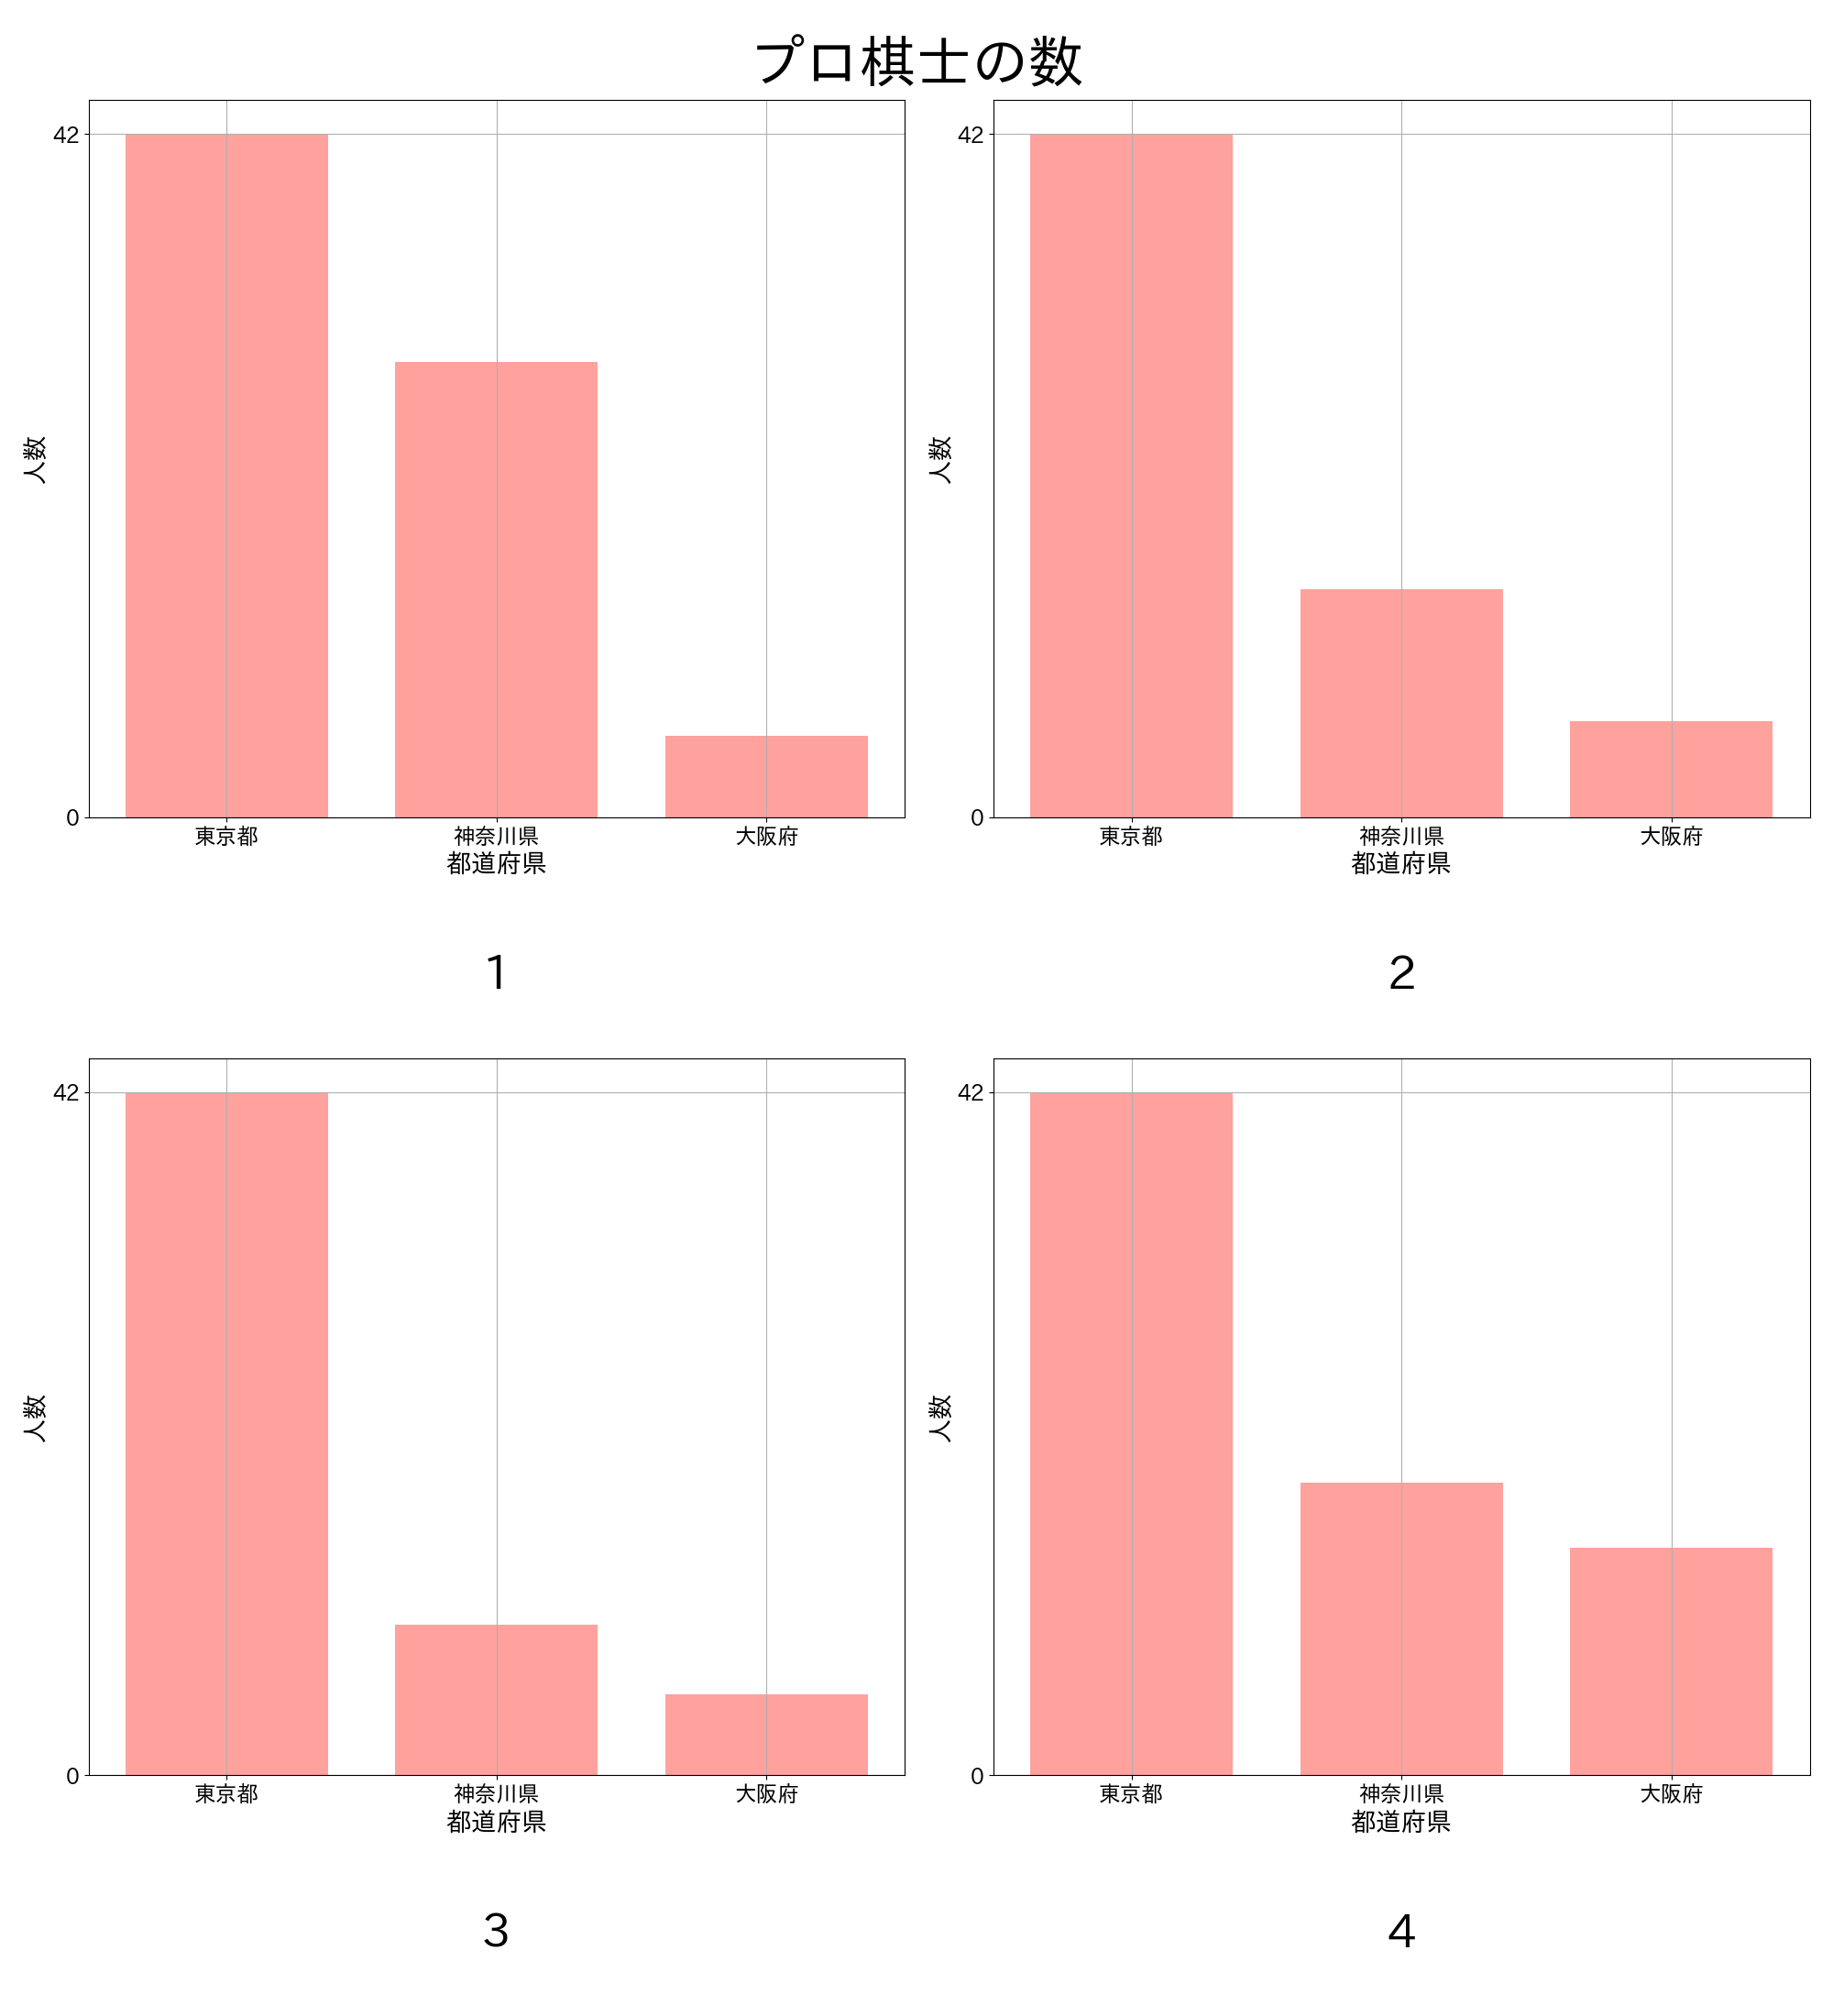 プロ棋士の数
42
0
人数
東京都 神奈川県 大阪府
都道府県
1
42
0
人数
東京都 神奈川県 大阪府
都道府県
2
42
0
人数
東京都 神奈川県 大阪府
都道府県
3
42
0
人数
東京都 神奈川県 大阪府
都道府県
4